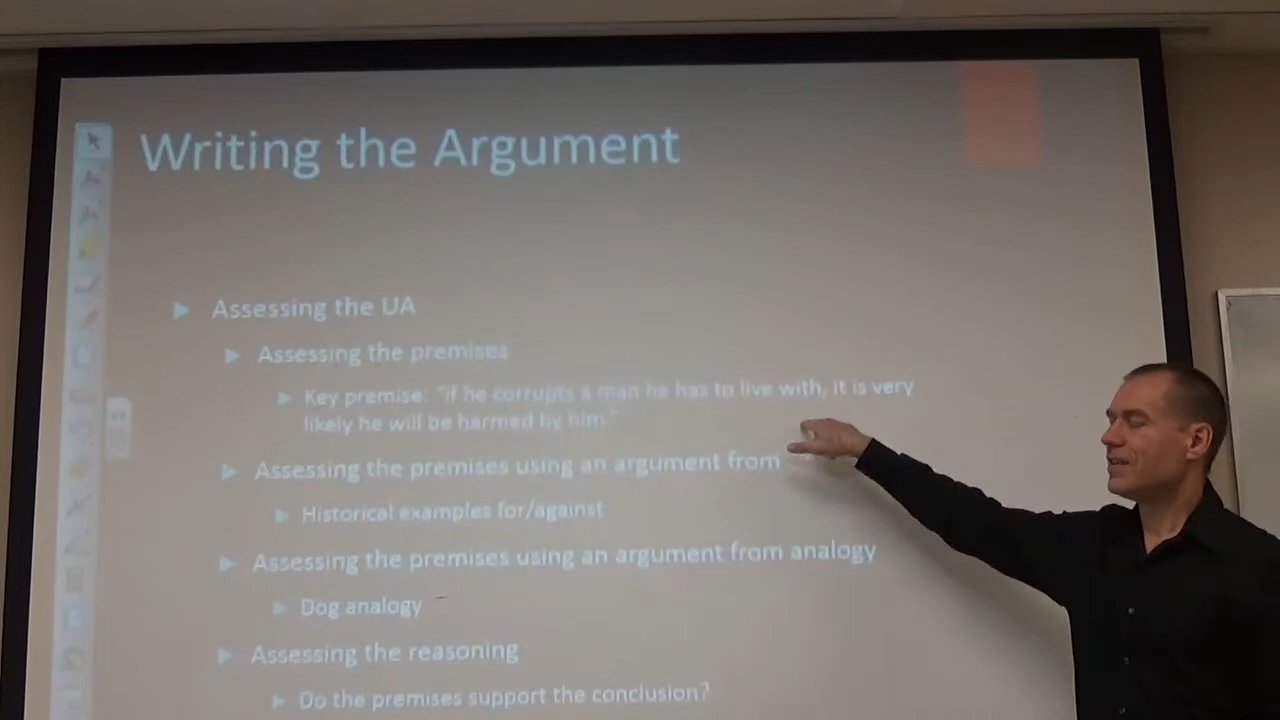 Writing the Argument
Assessing the UA
Assessing the premises
Key premise: "if he corrupts a man he has to live with, it is very
likely he will be harmed by him."
Assessing the premises using an argument from
Historical examples for/against
Assessing the premises using an argument from analogy
Dog analogy
Assessing the reasoning
Do the premises support the conclusion?